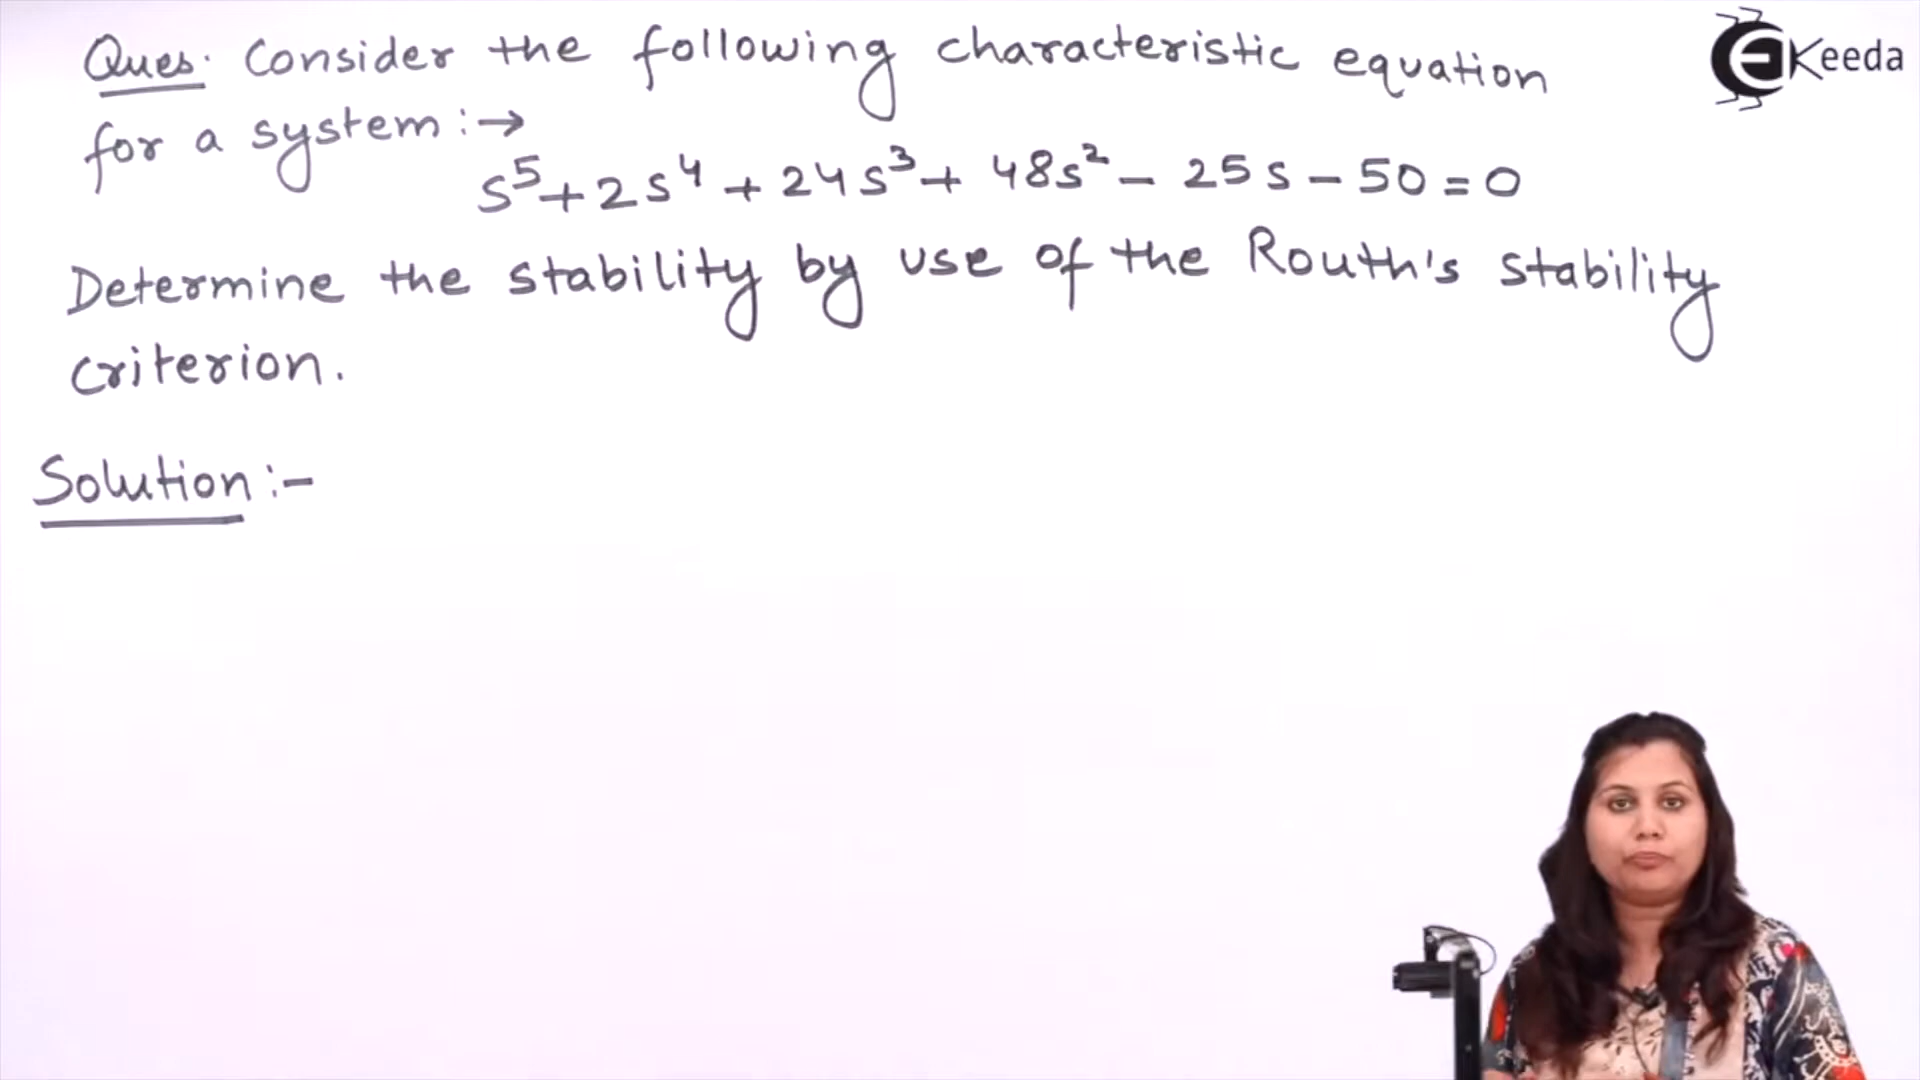 Ques. Consider the following characteristic equation
for a system :→
s⁵ + 2s⁴ + 24s³ + 48s² − 25s − 50 = 0
Determine the stability by use of the Routh's stability
criterion.
Solution :-
EKeeda